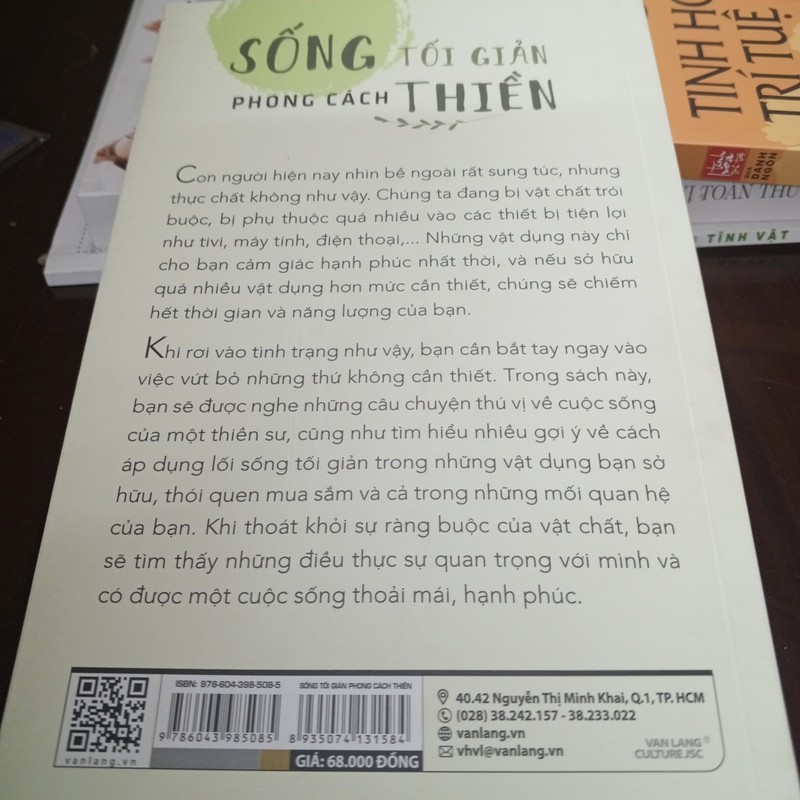 SỐNG TỐI GIẢN
PHONG CÁCH THIỀN
Con người hiện nay nhìn bề ngoài rất sung túc, nhưng
thực chất không như vậy. Chúng ta đang bị vật chất trói
buộc, bị phụ thuộc quá nhiều vào các thiết bị tiện lợi
như tivi, máy tính, điện thoại,... Những vật dụng này chỉ
cho bạn cảm giác hạnh phúc nhất thời, và nếu sở hữu
quá nhiều vật dụng hơn mức cần thiết, chúng sẽ chiếm
hết thời gian và năng lượng của bạn.
Khi rơi vào tình trạng như vậy, bạn cần bắt tay ngay vào
việc vứt bỏ những thứ không cần thiết. Trong sách này,
bạn sẽ được nghe những câu chuyện thú vị về cuộc sống
của một thiền sư, cũng như tìm hiểu nhiều gợi ý về cách
áp dụng lối sống tối giản trong những vật dụng bạn sở
hữu, thói quen mua sắm và cả trong những mối quan hệ
của bạn. Khi thoát khỏi sự ràng buộc của vật chất, bạn
sẽ tìm thấy những điều thực sự quan trọng với mình và
có được một cuộc sống thoải mái, hạnh phúc.
vanlang.vn
ISBN: 978-604-398-508-5
9 786043 985085
SỐNG TỐI GIẢN PHONG CÁCH THIỀN
8 935074 131584
GIÁ: 68.000 ĐỒNG
40.42 Nguyễn Thị Minh Khai, Q.1, TP. HCM
(028) 38.242.157 - 38.233.022
vanlang.vn
vhvl@vanlang.vn
VAN LANG®
CULTURE JSC
TINH HO
TRÍ TUỆ
DANH
NGÔN
TOÀN THƯ
TĨNH VẬT